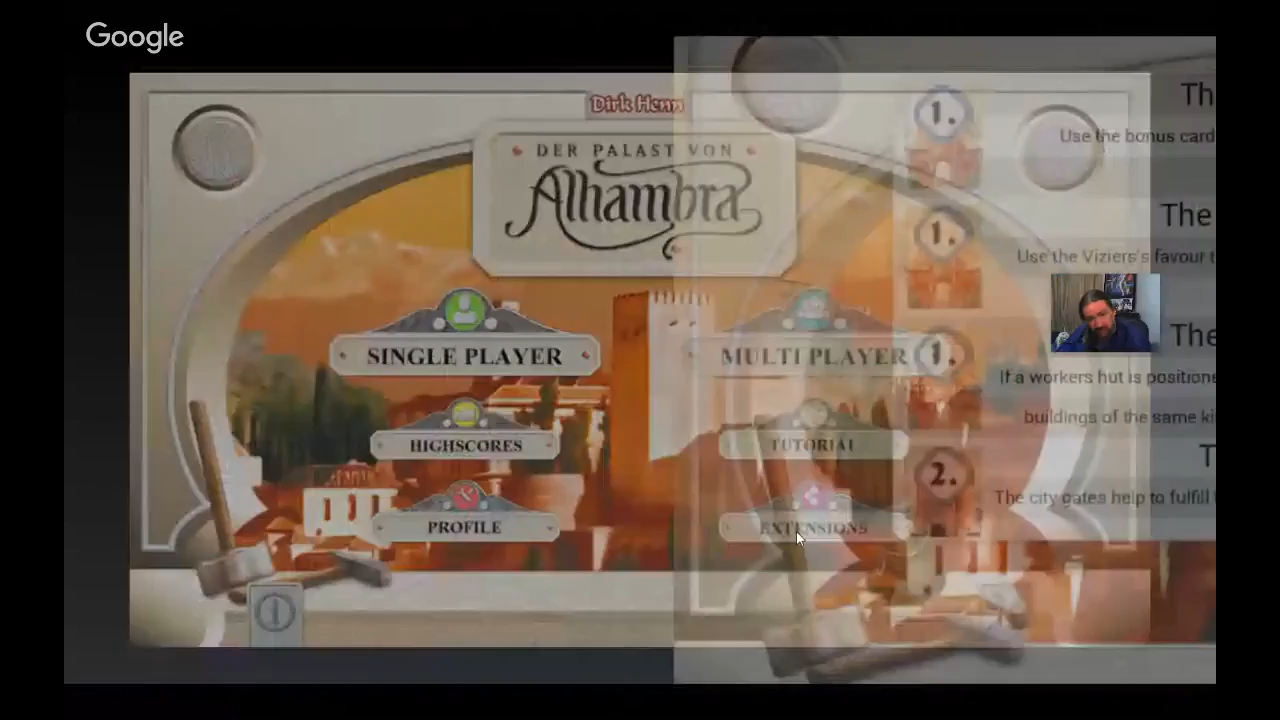 Google
Dirk Henn
DER PALAST VON
Alhambra
SINGLE PLAYER
MULTI PLAYER
HIGHSCORES
TUTORIAL
PROFILE
EXTENSIONS
1.
Th
Use the bonus card
1.
The
Use the Viziers's favour t
1.
The
If a workers hut is positione
buildings of the same ki
2.
T
The city gates help to fulfill